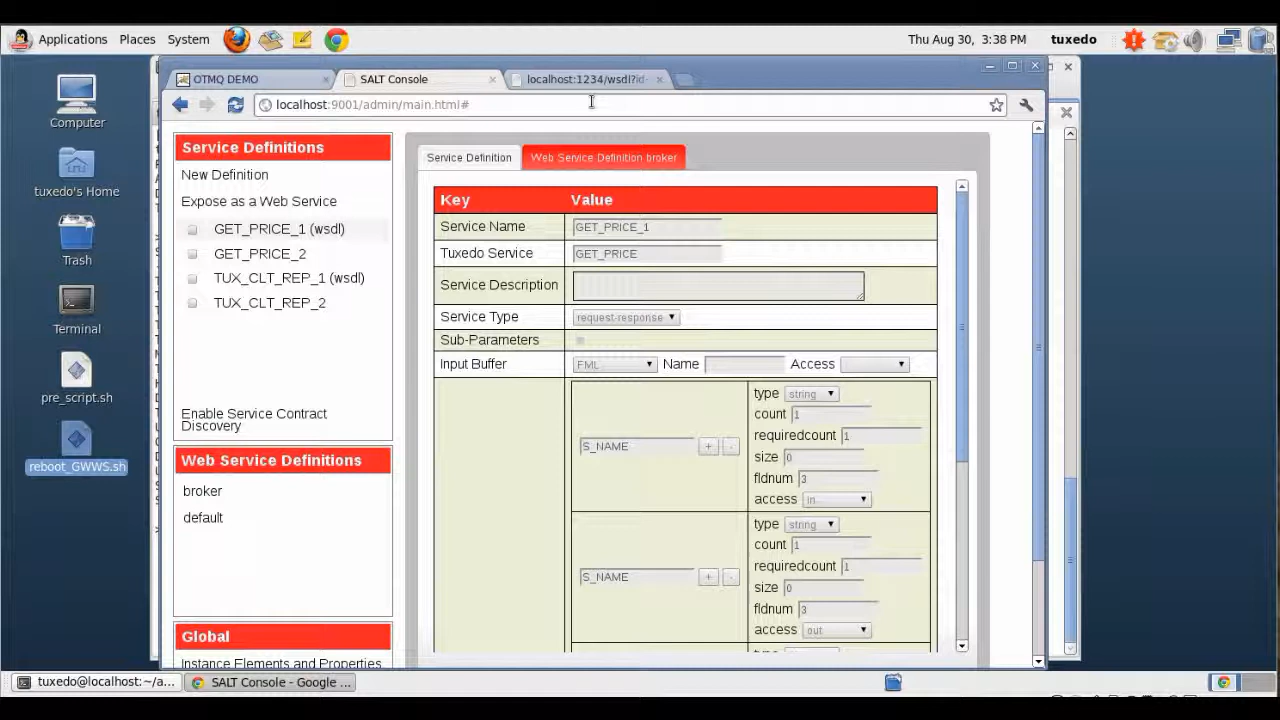 Applications Places System
Thu Aug 30, 3:38 PM tuxedo
OTMQ DEMO
SALT Console
localhost:1234/wsdl?id-
localhost:9001/admin/main.html#
Computer
tuxedo's Home
Trash
Terminal
pre_script.sh
reboot_GWWS.sh
Service Definitions
New Definition
Expose as a Web Service
GET_PRICE_1 (wsdl)
GET_PRICE_2
TUX_CLT_REP_1 (wsdl)
TUX_CLT_REP_2
Enable Service Contract
Discovery
Web Service Definitions
broker
default
Global
Instance Elements and Properties
Service Definition
Web Service Definition broker
Key Value
Service Name GET_PRICE_1
Tuxedo Service GET_PRICE
Service Description
Service Type request-response
Sub-Parameters
Input Buffer FML Name Access
S_NAME + -
type string
count 1
requiredcount 1
size 0
fldnum 3
access in
S_NAME + -
type string
count 1
requiredcount 1
size 0
fldnum 3
access out
tuxedo@localhost:~/a...
SALT Console - Google ...